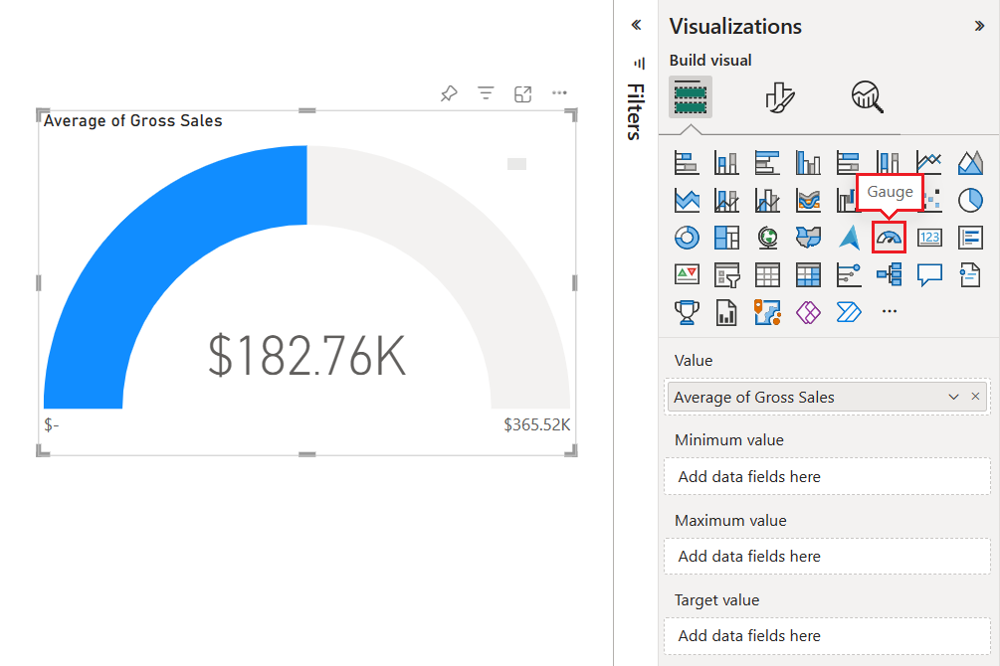 Average of Gross Sales
$182.76K
$-
$365.52K
Filters
Visualizations
Build visual
Gauge
123
Value
Average of Gross Sales
Minimum value
Add data fields here
Maximum value
Add data fields here
Target value
Add data fields here